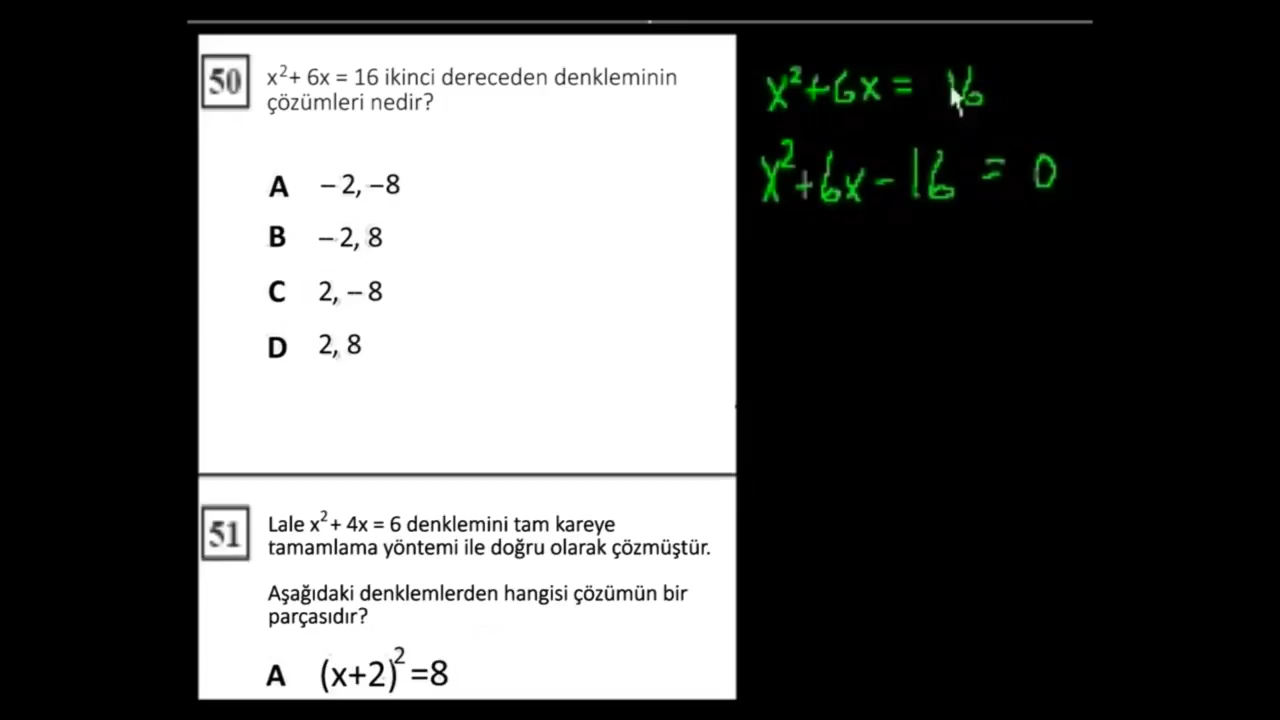 50 x²+ 6x = 16 ikinci dereceden denkleminin
çözümleri nedir?
A – 2, –8
B – 2, 8
C 2, – 8
D 2, 8
51 Lale x²+ 4x = 6 denklemini tam kareye
tamamlama yöntemi ile doğru olarak çözmüştür.
Aşağıdaki denklemlerden hangisi çözümün bir
parçasıdır?
A (x+2)²=8
x²+6x = 16
x²+6x - 16 = 0